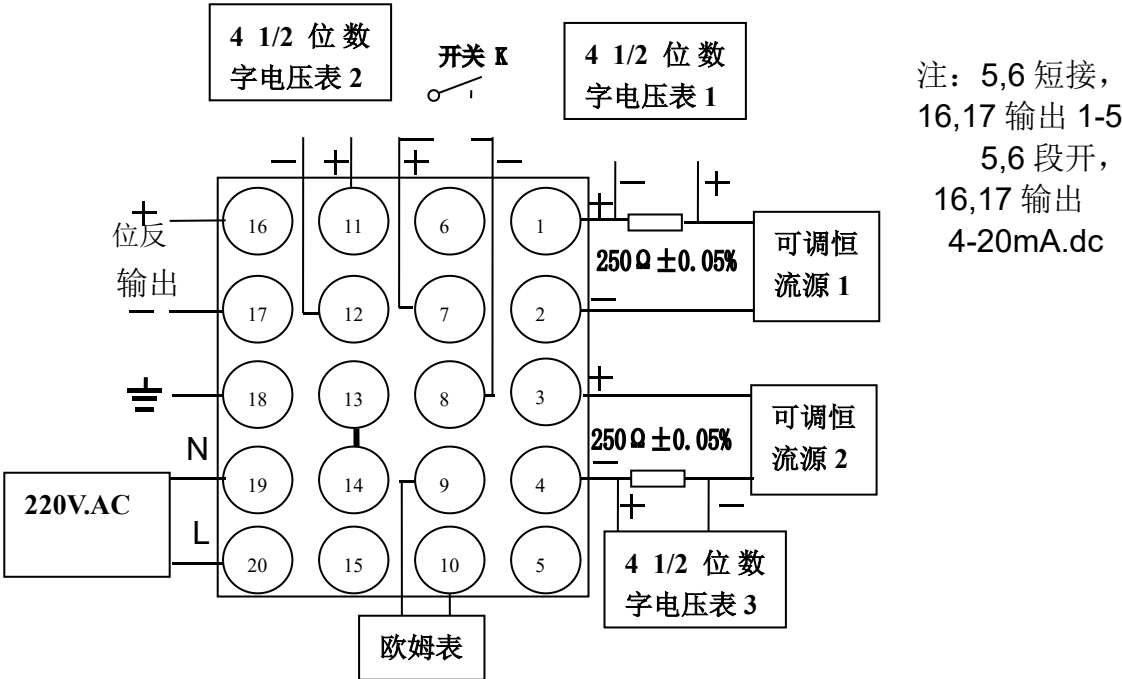 4 1/2 位 数
字电压表 2
开关 K
4 1/2 位 数
字电压表 1
注：5,6 短接，
16,17 输出 1-5
5,6 段开，
16,17 输出
4-20mA.dc
－ ＋ ＋ － － ＋
＋
位反
输出
－
16 11 6 1
＋
250Ω±0.05%
可调恒
流源 1
17 12 7 2
－
18 13 8 3
＋
250Ω±0.05%
可调恒
流源 2
N
19 14 9 4
－
＋ －
220V.AC
L
20 15 10 5
4 1/2 位 数
字电压表 3
欧姆表